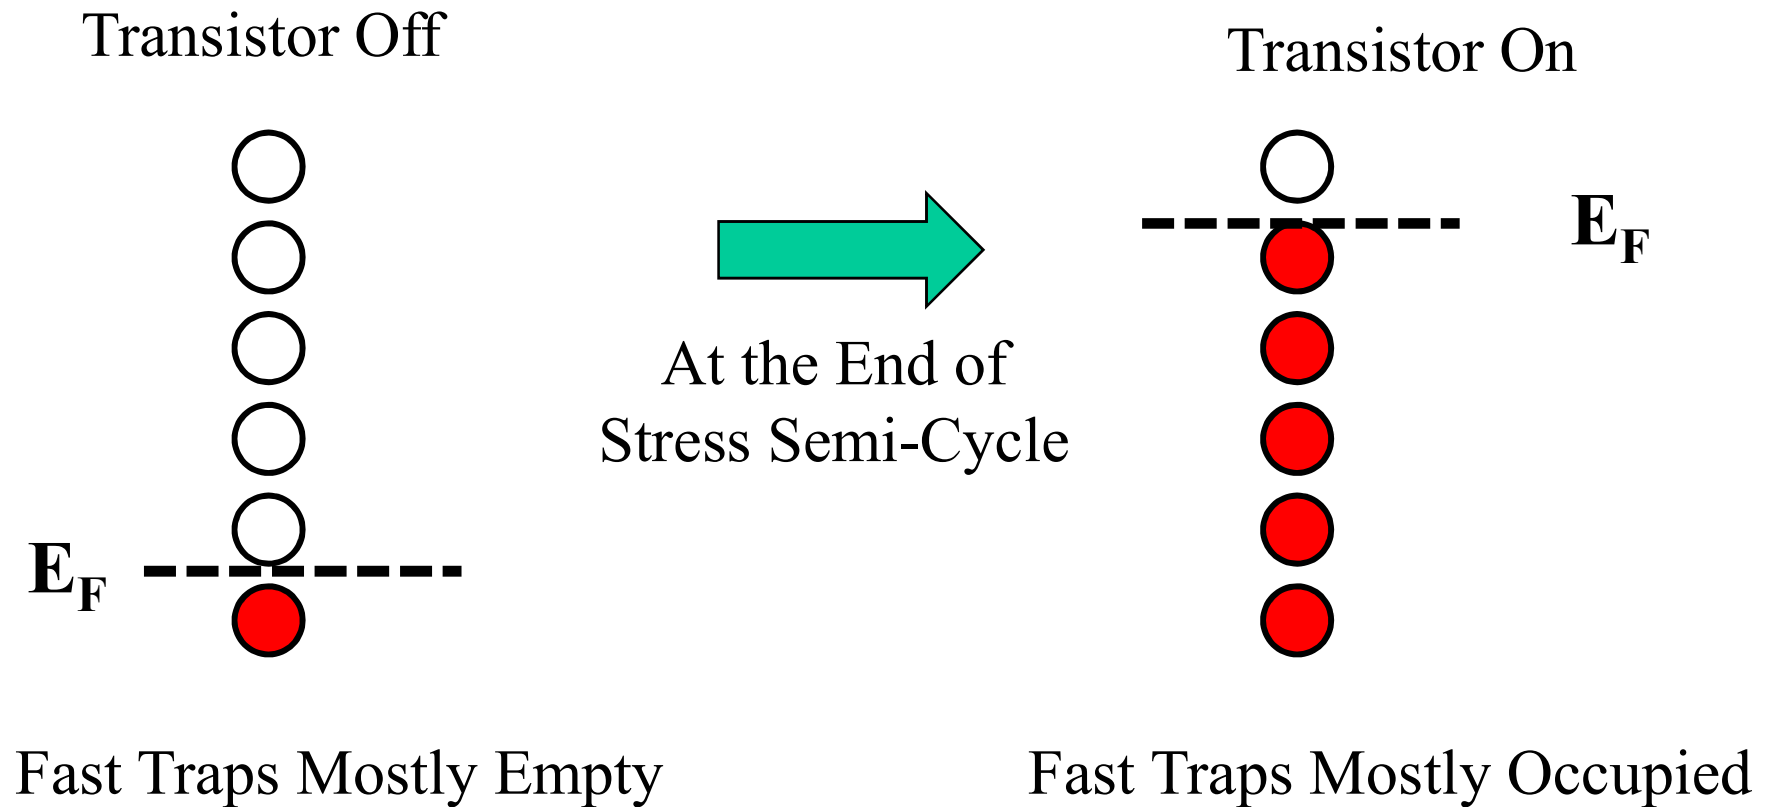 Transistor Off
Transistor On
E_F
At the End of
Stress Semi-Cycle
E_F
Fast Traps Mostly Empty
Fast Traps Mostly Occupied